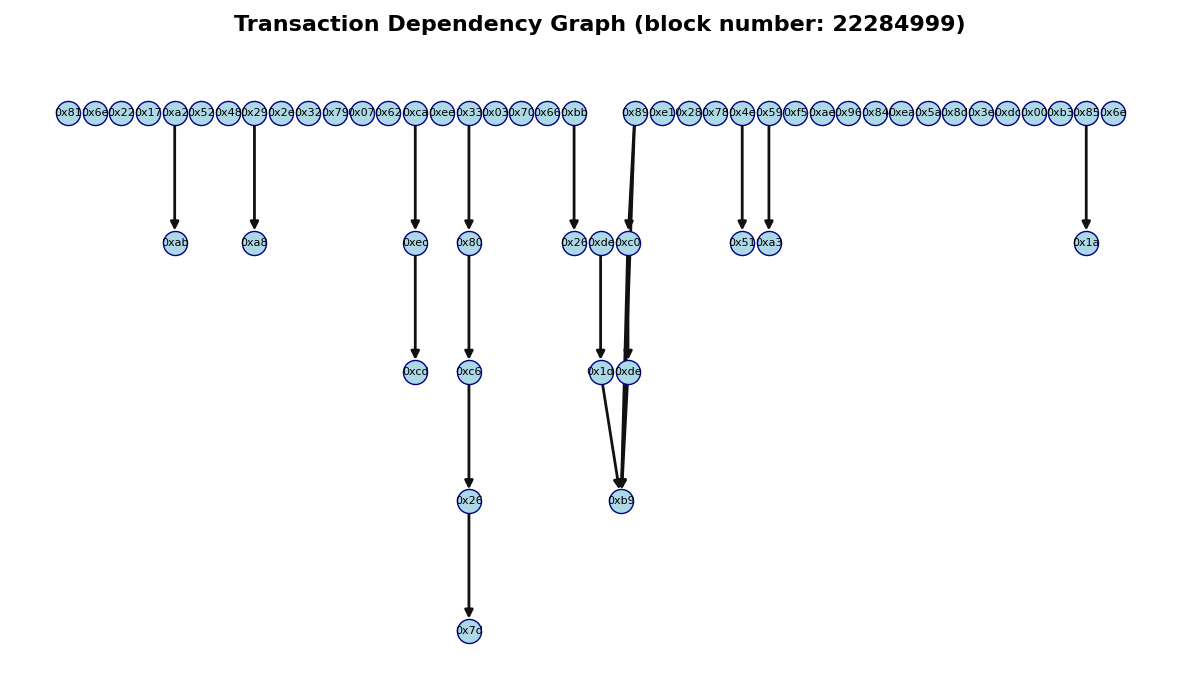 Transaction Dependency Graph (block number: 22284999)
0x81 0x6e 0x22 0x17 0xa2 0x52 0x48 0x29 0x2e 0x32 0x79 0x07 0x62 0xca 0xee 0x33 0x03 0x70 0x66 0xbb 0x89 0xe1 0x28 0x78 0x4e 0x59 0xf5 0xae 0x96 0x84 0xea 0x5a 0x8d 0x3e 0xdc 0x00 0xb3 0x85 0x6e
0xab 0xa8 0xec 0x80 0x26 0xde 0xc0 0x51 0xa3 0x1a
0xcd 0xc6 0x1d 0xde
0x26 0xb9
0x7d